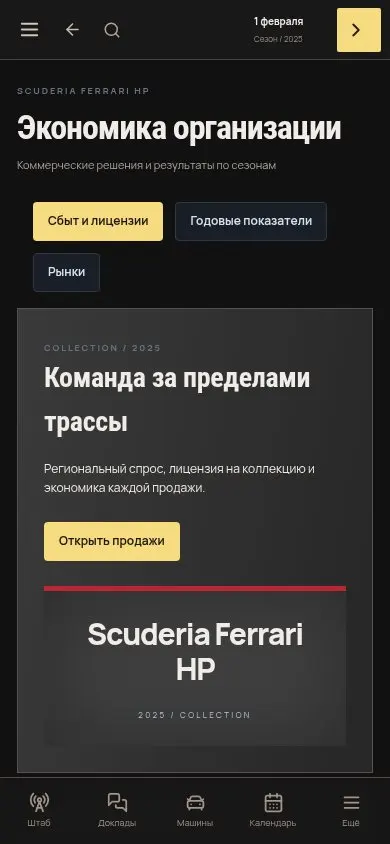 1 февраля
Сезон / 2025
SCUDERIA FERRARI HP
Экономика организации
Коммерческие решения и результаты по сезонам
Сбыт и лицензии
Годовые показатели
Рынки
COLLECTION / 2025
Команда за пределами
трассы
Региональный спрос, лицензия на коллекцию и
экономика каждой продажи.
Открыть продажи
Scuderia Ferrari
HP
2025 / COLLECTION
Штаб
Доклады
Машины
Календарь
Ещё